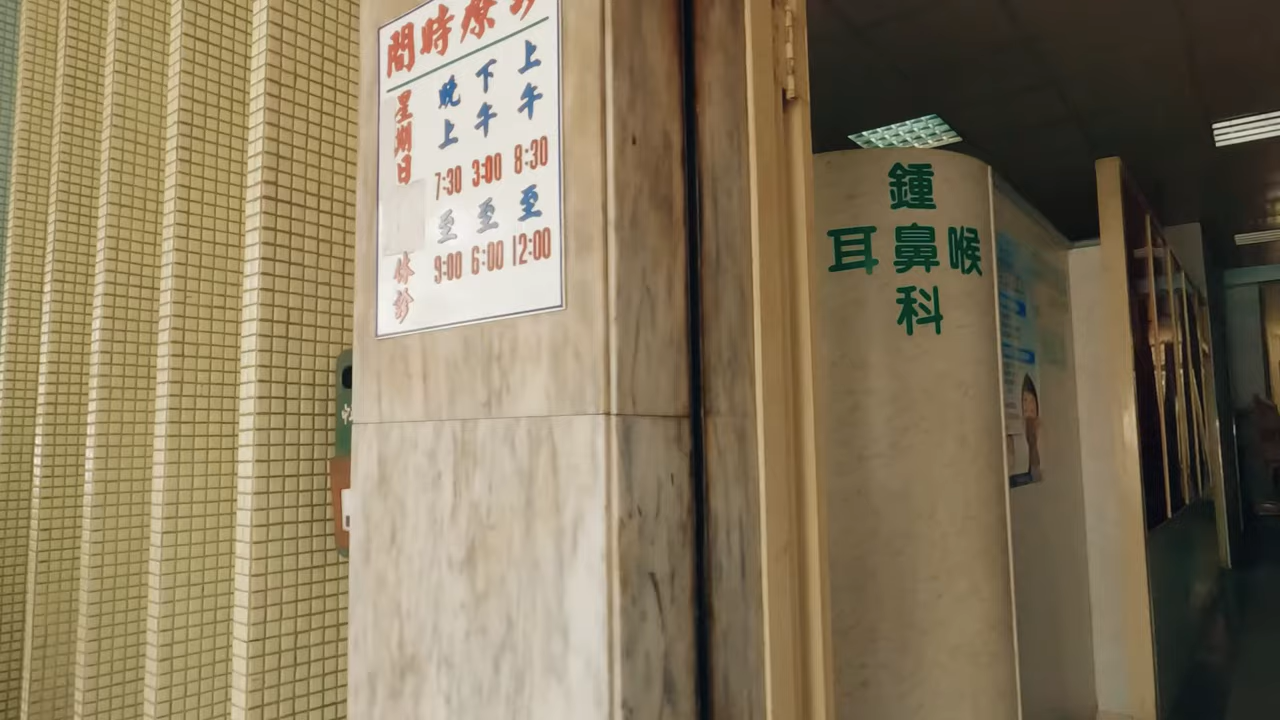 診療時間
上午 8:30 至 12:00
下午 3:00 至 6:00
晚上 7:30 至 9:00
星期日 休診
鍾
耳鼻喉
科